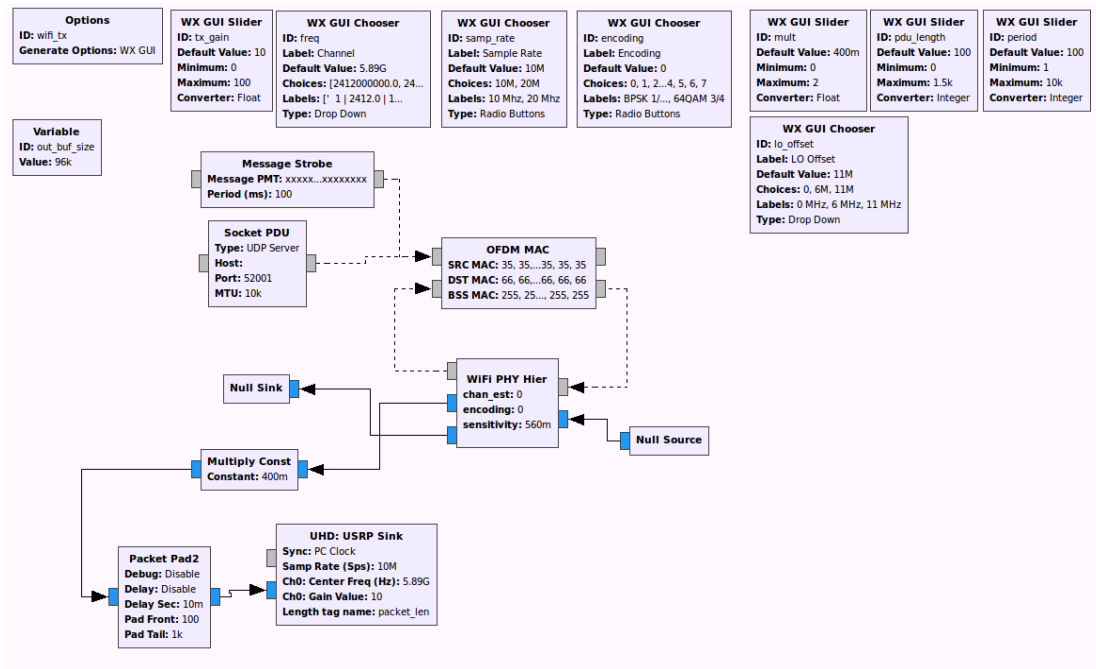 Options
ID: wifi_tx
Generate Options: WX GUI
WX GUI Slider
ID: tx_gain
Default Value: 10
Minimum: 0
Maximum: 100
Converter: Float
WX GUI Chooser
ID: freq
Label: Channel
Default Value: 5.89G
Choices: [2412000000.0, 24...
Labels: [' 1 | 2412.0 | 1...
Type: Drop Down
WX GUI Chooser
ID: samp_rate
Label: Sample Rate
Default Value: 10M
Choices: 10M, 20M
Labels: 10 Mhz, 20 Mhz
Type: Radio Buttons
WX GUI Chooser
ID: encoding
Label: Encoding
Default Value: 0
Choices: 0, 1, 2...4, 5, 6, 7
Labels: BPSK 1/..., 64QAM 3/4
Type: Radio Buttons
WX GUI Slider
ID: mult
Default Value: 400m
Minimum: 0
Maximum: 2
Converter: Float
WX GUI Slider
ID: pdu_length
Default Value: 100
Minimum: 0
Maximum: 1.5k
Converter: Integer
WX GUI Slider
ID: period
Default Value: 100
Minimum: 1
Maximum: 10k
Converter: Integer
Variable
ID: out_buf_size
Value: 96k
WX GUI Chooser
ID: lo_offset
Label: LO Offset
Default Value: 11M
Choices: 0, 6M, 11M
Labels: 0 MHz, 6 MHz, 11 MHz
Type: Drop Down
Message Strobe
Message PMT: xxxxx...xxxxxxxx
Period (ms): 100
Socket PDU
Type: UDP Server
Host:
Port: 52001
MTU: 10k
OFDM MAC
SRC MAC: 35, 35,...35, 35, 35
DST MAC: 66, 66,...66, 66, 66
BSS MAC: 255, 25..., 255, 255
WiFi PHY Hier
chan_est: 0
encoding: 0
sensitivity: 560m
Null Sink
Null Source
Multiply Const
Constant: 400m
Packet Pad2
Debug: Disable
Delay: Disable
Delay Sec: 10m
Pad Front: 100
Pad Tail: 1k
UHD: USRP Sink
Sync: PC Clock
Samp Rate (Sps): 10M
Ch0: Center Freq (Hz): 5.89G
Ch0: Gain Value: 10
Length tag name: packet_len